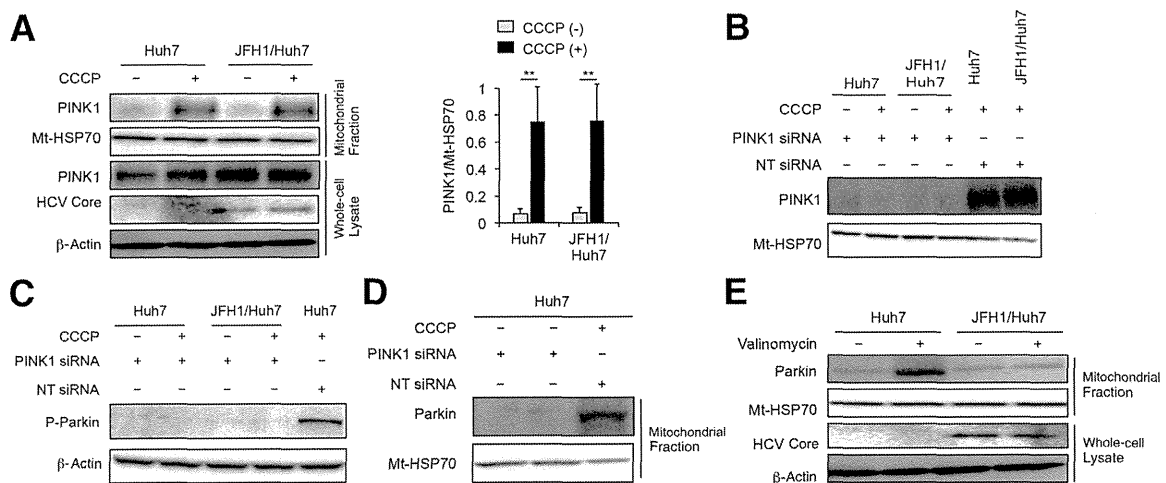 A
Huh7 JFH1/Huh7
CCCP − + − +
PINK1
Mt-HSP70
Mitochondrial
Fraction
PINK1
HCV Core
β-Actin
Whole-cell
Lysate
CCCP (-)
CCCP (+)
** **
PINK1/Mt-HSP70
1
0.8
0.6
0.4
0.2
0
Huh7 JFH1/
Huh7
B
Huh7 JFH1/
Huh7 Huh7 JFH1/Huh7
CCCP − + − + + +
PINK1 siRNA + + + + − −
NT siRNA − − − − + +
PINK1
Mt-HSP70
C
Huh7 JFH1/Huh7 Huh7
CCCP − + − + +
PINK1 siRNA + + + + −
NT siRNA − − − − +
P-Parkin
β-Actin
D
Huh7
CCCP − − +
PINK1 siRNA + + −
NT siRNA − − +
Parkin
Mt-HSP70
Mitochondrial
Fraction
E
Huh7 JFH1/Huh7
Valinomycin − + − +
Parkin
Mt-HSP70
Mitochondrial
Fraction
HCV Core
β-Actin
Whole-cell
Lysate